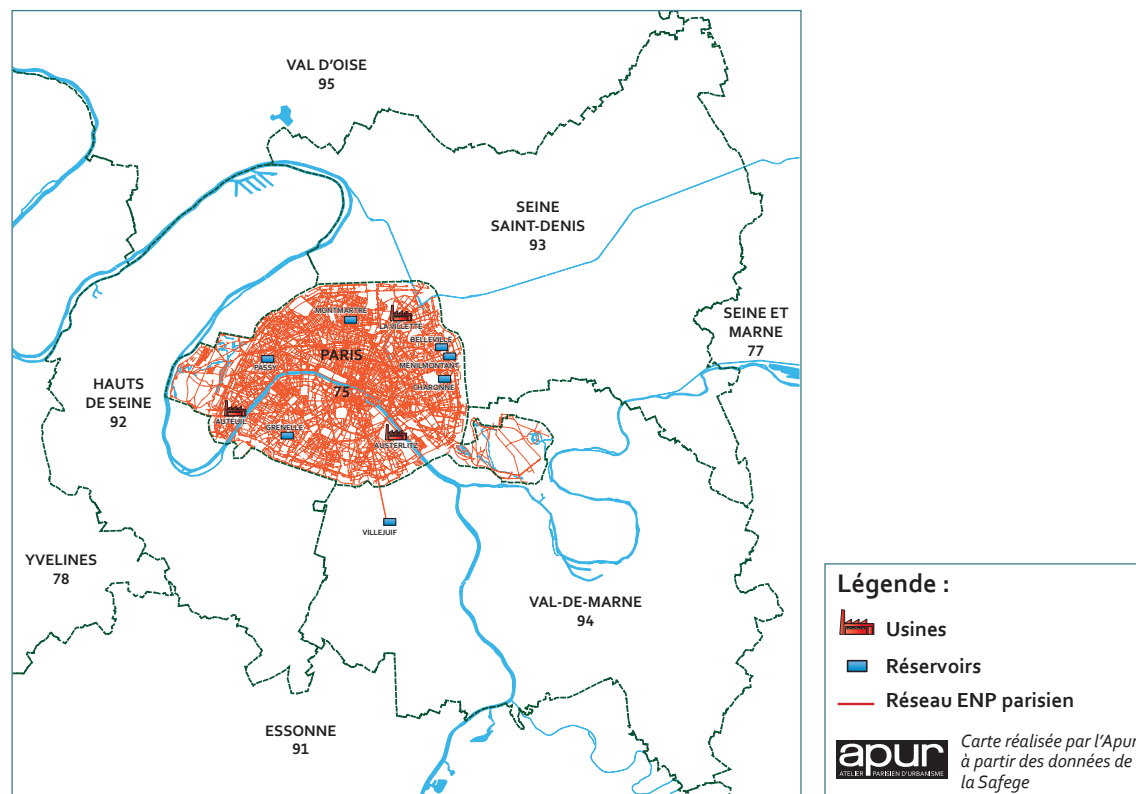 VAL D'OISE
95
SEINE
SAINT-DENIS
93
SEINE ET
MARNE
77
MONTMARTRE
LA VILLETTE
BELLEVILLE
MENILMONTANT
CHARONNE
PARIS
75
PASSY
HAUTS
DE SEINE
92
AUTEUIL
GRENELLE
AUSTERLITZ
VILLEJUIF
YVELINES
78
VAL-DE-MARNE
94
ESSONNE
91
Légende :
Usines
Réservoirs
Réseau ENP parisien
apur
ATELIER PARISIEN D'URBANISME
Carte réalisée par l'Apur
à partir des données de
la Safege